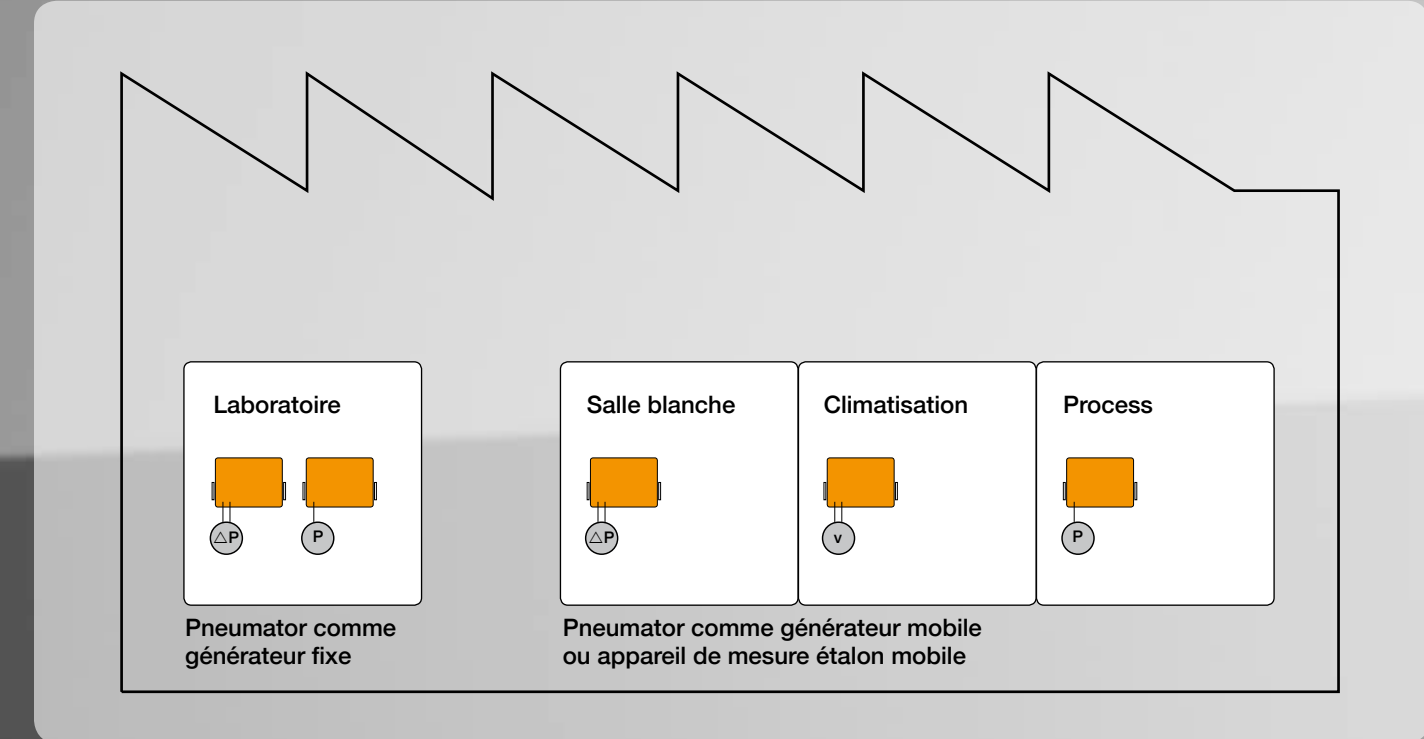 Laboratoire
△P
P
Pneumator comme
générateur fixe
Salle blanche
△P
Climatisation
v
Process
P
Pneumator comme générateur mobile
ou appareil de mesure étalon mobile